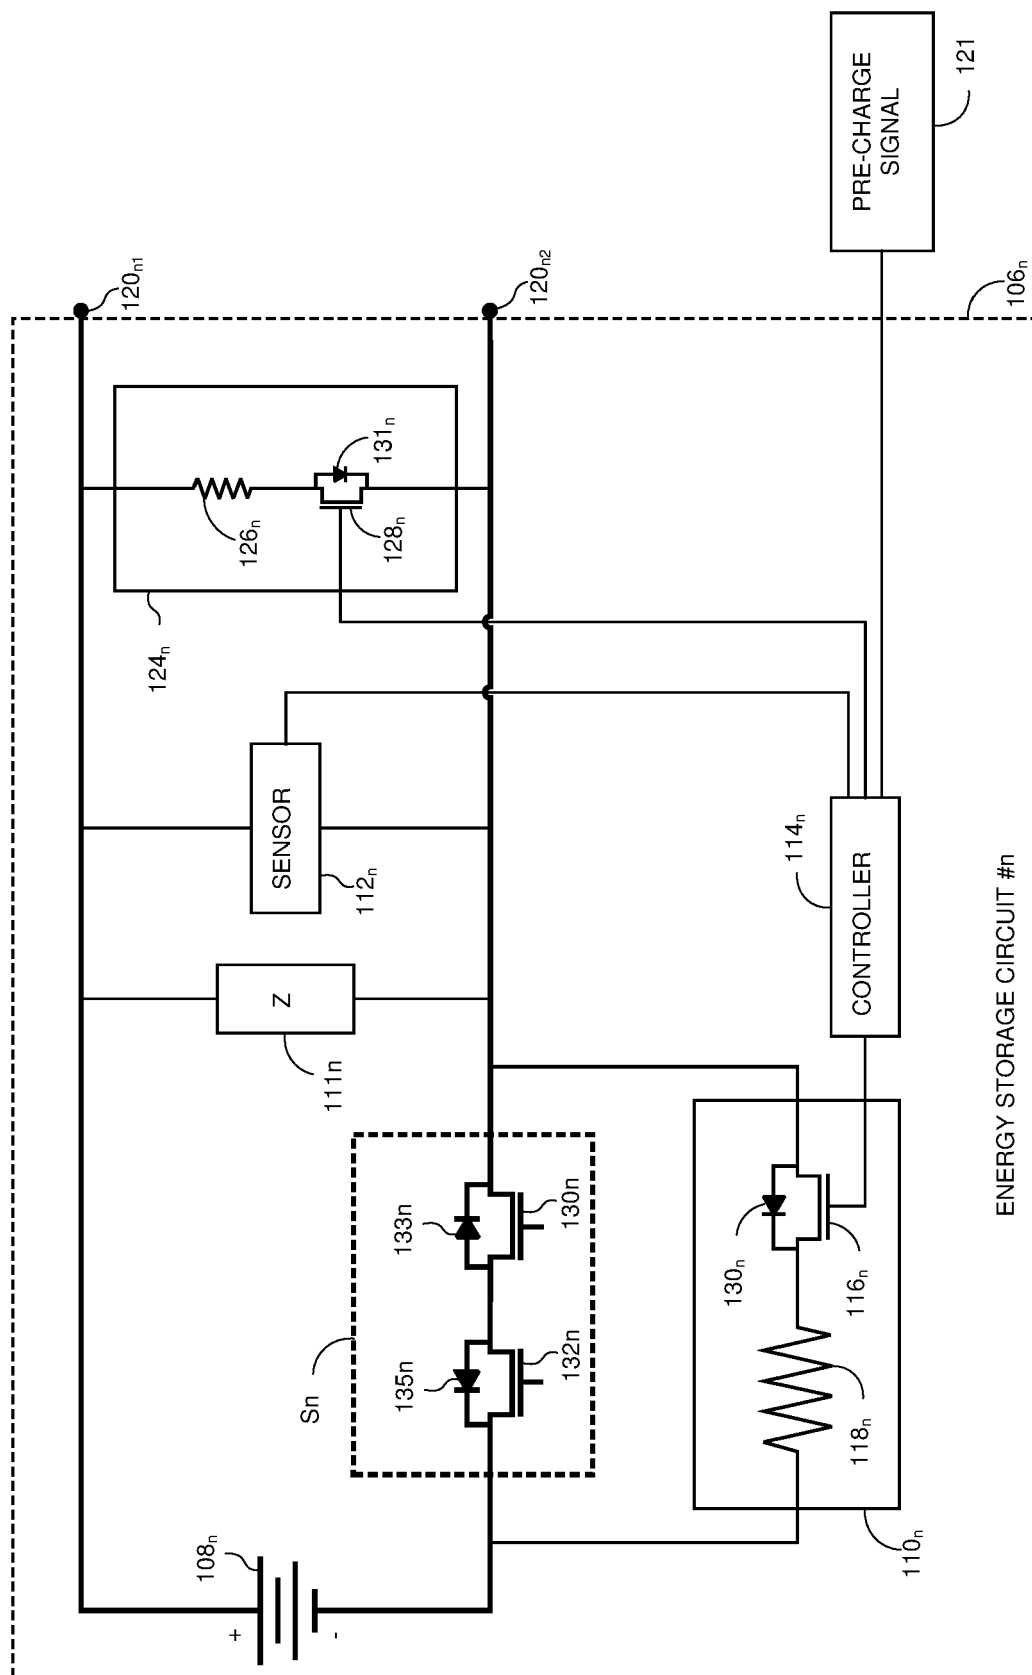 120ₙ₁
120ₙ₂
106ₙ
PRE-CHARGE
SIGNAL
121
131ₙ
126ₙ
128ₙ
124ₙ
SENSOR
112ₙ
Z
111n
114ₙ
CONTROLLER
Sn
133n
130n
135n
132n
130ₙ
116ₙ
118ₙ
110ₙ
108ₙ
+
-
ENERGY STORAGE CIRCUIT #n